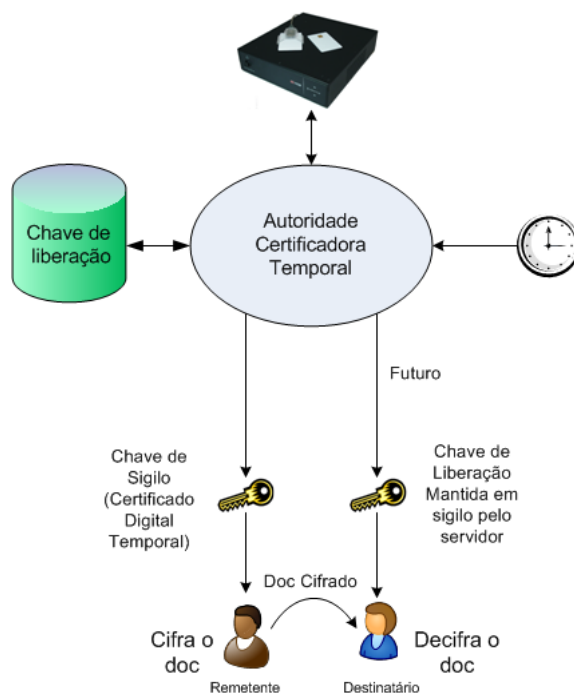 Chave de
liberação
Autoridade
Certificadora
Temporal
Futuro
Chave de
Sigilo
(Certificado
Digital
Temporal)
Chave de
Liberação
Mantida em
sigilo pelo
servidor
Doc Cifrado
Cifra o
doc
Decifra o
doc
Remetente
Destinatário